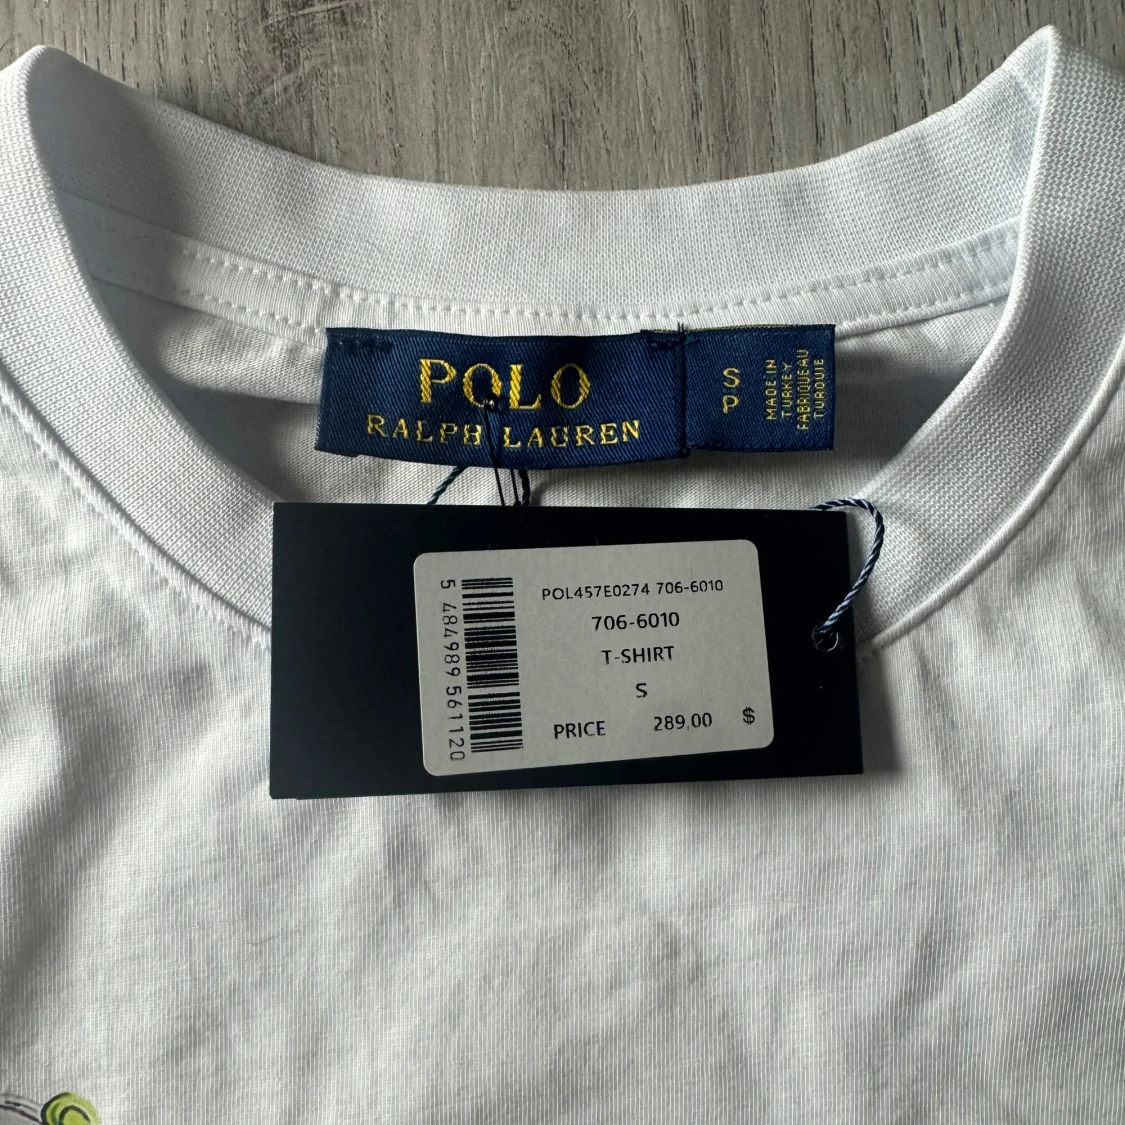 POLO
RALPH LAUREN
S
P
MADE IN
TURKEY
FABRIQUE AU
TURQUIE
POL457E0274 706-6010
706-6010
T-SHIRT
S
PRICE 289,00 $
5 484989 561120